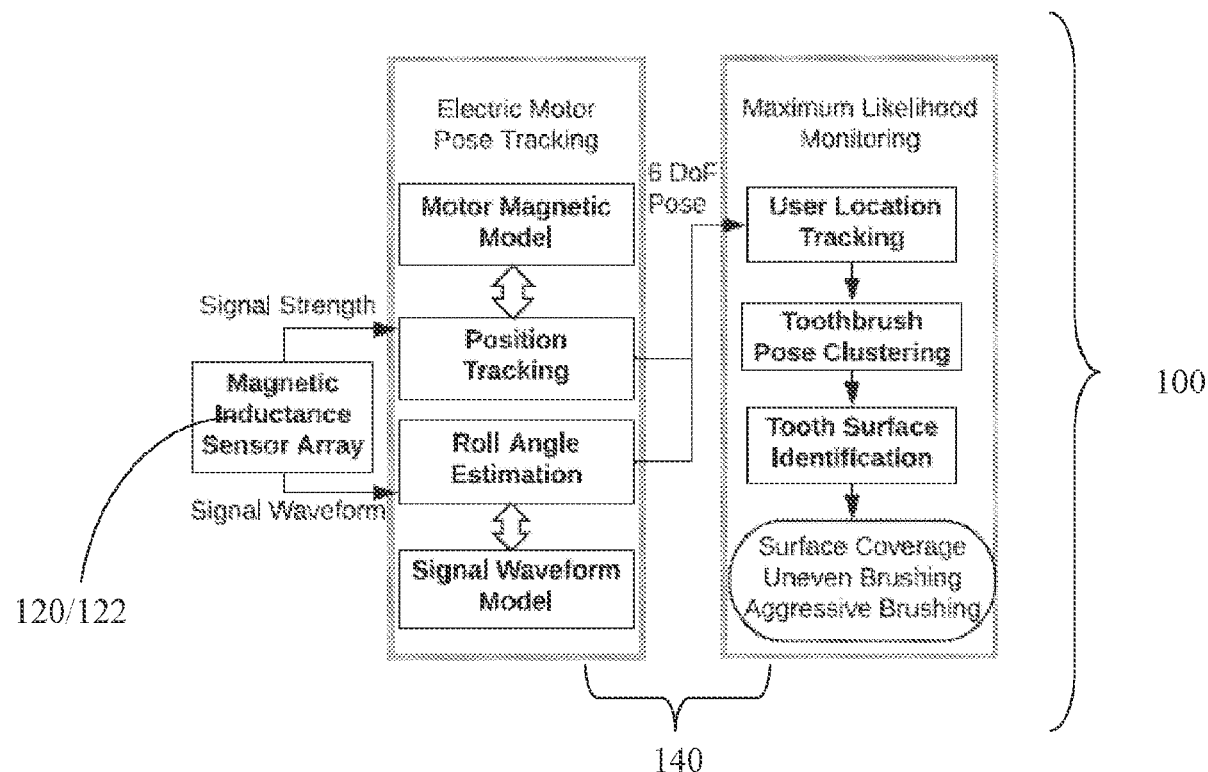 Electric Motor
Pose Tracking
Motor Magnetic
Model
Position
Tracking
Roll Angle
Estimation
Signal Waveform
Model
Signal Strength
Magnetic
Inductance
Sensor Array
Signal Waveform
120/122
6 DoF
Pose
Maximum Likelihood
Monitoring
User Location
Tracking
Toothbrush
Pose Clustering
Tooth Surface
Identification
Surface Coverage
Uneven Brushing
Aggressive Brushing
100
140